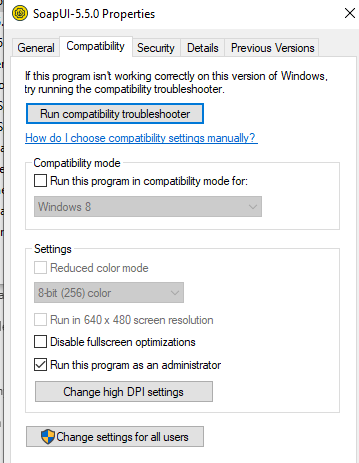 SoapUI-5.5.0 Properties
General Compatibility Security Details Previous Versions
If this program isn't working correctly on this version of Windows,
try running the compatibility troubleshooter.
Run compatibility troubleshooter
How do I choose compatibility settings manually?
Compatibility mode
Run this program in compatibility mode for:
Windows 8
Settings
Reduced color mode
8-bit (256) color
Run in 640 x 480 screen resolution
Disable fullscreen optimizations
Run this program as an administrator
Change high DPI settings
Change settings for all users